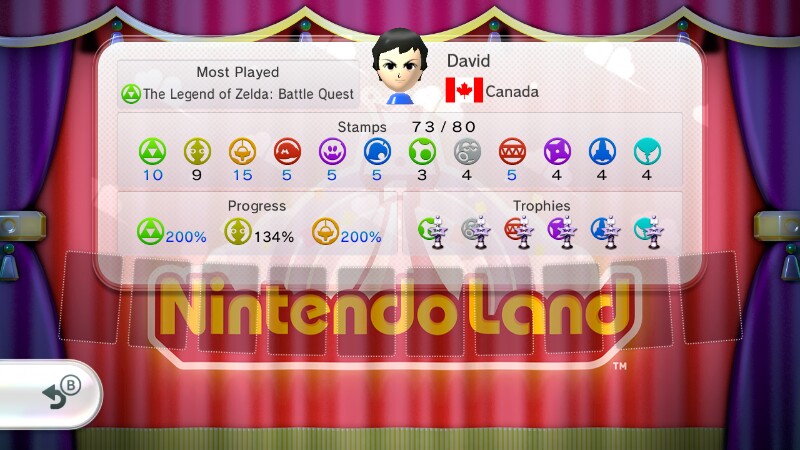 David
Most Played
The Legend of Zelda: Battle Quest
Canada
Stamps 73/80
10 9 15 5 5 5 3 4 5 4 4 4
Progress
200% 134% 200%
Trophies
Nintendo Land
TM
B